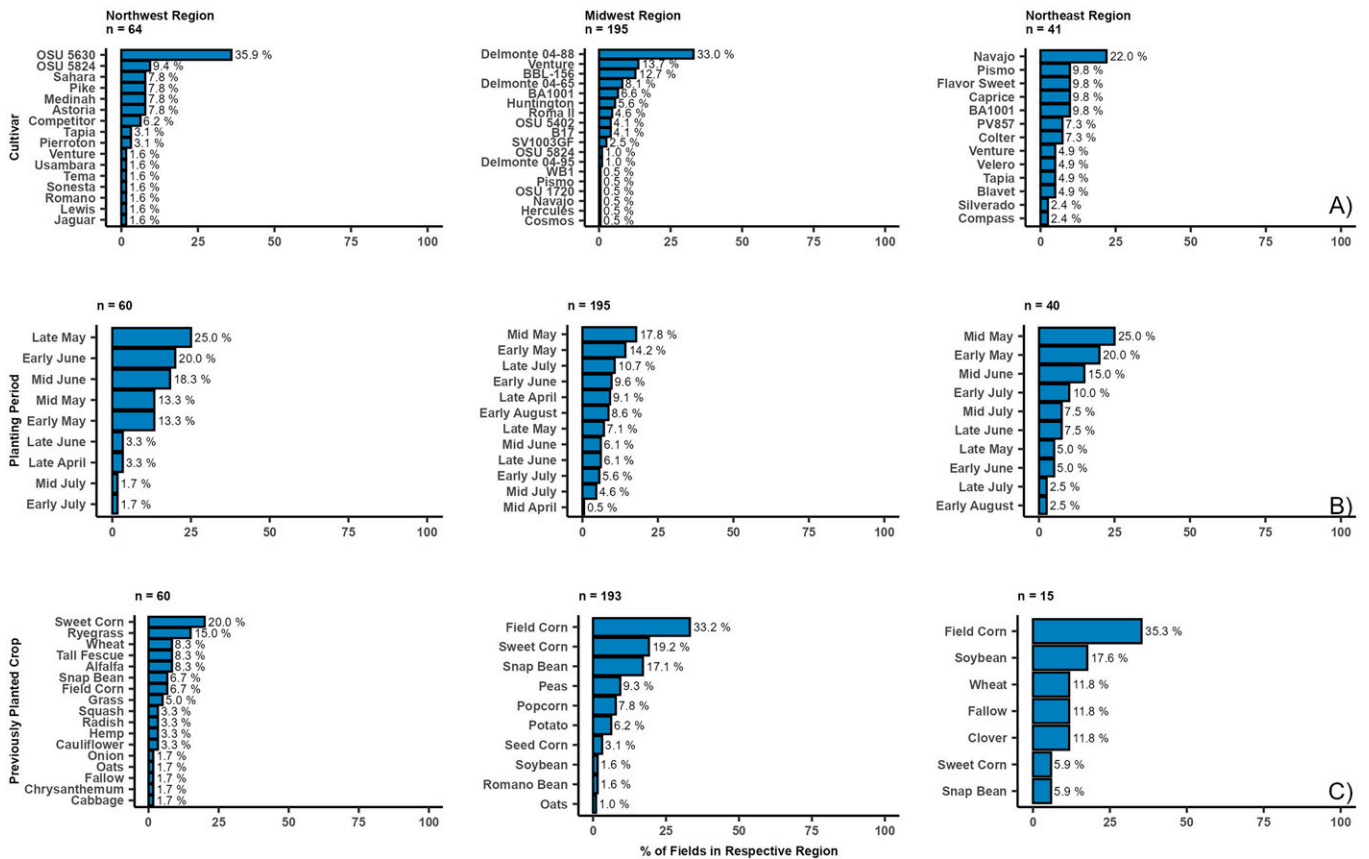 Northwest Region
n = 64
Cultivar
OSU 5630 35.9 %
OSU 5824 9.4 %
Sahara 7.8 %
Pike 7.8 %
Medinah 7.8 %
Astoria 7.8 %
Competitor 6.2 %
Tapia 3.1 %
Pierroton 3.1 %
Venture 1.6 %
Usambara 1.6 %
Tema 1.6 %
Sonesta 1.6 %
Romano 1.6 %
Lewis 1.6 %
Jaguar 1.6 %
0 25 50 75 100
Midwest Region
n = 195
Delmonte 04-88 33.0 %
Venture 13.7 %
BBL-156 12.7 %
Delmonte 04-65 8.1 %
BA1001 6.6 %
Huntington 5.6 %
Roma II 4.6 %
OSU 5402 4.1 %
B17 4.1 %
SV1003GF 2.5 %
OSU 5824 1.0 %
Delmonte 04-95 1.0 %
WB1 0.5 %
Pismo 0.5 %
OSU 1720 0.5 %
Navajo 0.5 %
Hercules 0.5 %
Cosmos 0.5 %
0 25 50 75 100
Northeast Region
n = 41
Navajo 22.0 %
Pismo 9.8 %
Flavor Sweet 9.8 %
Caprice 9.8 %
BA1001 9.8 %
PV857 7.3 %
Colter 7.3 %
Venture 4.9 %
Velero 4.9 %
Tapia 4.9 %
Blavet 4.9 %
Silverado 2.4 %
Compass 2.4 %
A)
0 25 50 75 100
n = 60
Planting Period
Late May 25.0 %
Early June 20.0 %
Mid June 18.3 %
Mid May 13.3 %
Early May 13.3 %
Late June 3.3 %
Late April 3.3 %
Mid July 1.7 %
Early July 1.7 %
0 25 50 75 100
n = 195
Mid May 17.8 %
Early May 14.2 %
Late July 10.7 %
Early June 9.6 %
Late April 9.1 %
Early August 8.6 %
Late May 7.1 %
Mid June 6.1 %
Late June 6.1 %
Early July 5.6 %
Mid July 4.6 %
Mid April 0.5 %
0 25 50 75 100
n = 40
Mid May 25.0 %
Early May 20.0 %
Mid June 15.0 %
Early July 10.0 %
Mid July 7.5 %
Late June 7.5 %
Late May 5.0 %
Early June 5.0 %
Late July 2.5 %
Early August 2.5 %
B)
0 25 50 75 100
n = 60
Previously Planted Crop
Sweet Corn 20.0 %
Ryegrass 15.0 %
Wheat 8.3 %
Tall Fescue 8.3 %
Alfalfa 8.3 %
Snap Bean 6.7 %
Field Corn 6.7 %
Grass 5.0 %
Squash 3.3 %
Radish 3.3 %
Hemp 3.3 %
Cauliflower 3.3 %
Onion 1.7 %
Oats 1.7 %
Fallow 1.7 %
Chrysanthemum 1.7 %
Cabbage 1.7 %
0 25 50 75 100
n = 193
Field Corn 33.2 %
Sweet Corn 19.2 %
Snap Bean 17.1 %
Peas 9.3 %
Popcorn 7.8 %
Potato 6.2 %
Seed Corn 3.1 %
Soybean 1.6 %
Romano Bean 1.6 %
Oats 1.0 %
0 25 50 75 100
n = 15
Field Corn 35.3 %
Soybean 17.6 %
Wheat 11.8 %
Fallow 11.8 %
Clover 11.8 %
Sweet Corn 5.9 %
Snap Bean 5.9 %
C)
0 25 50 75 100
% of Fields in Respective Region